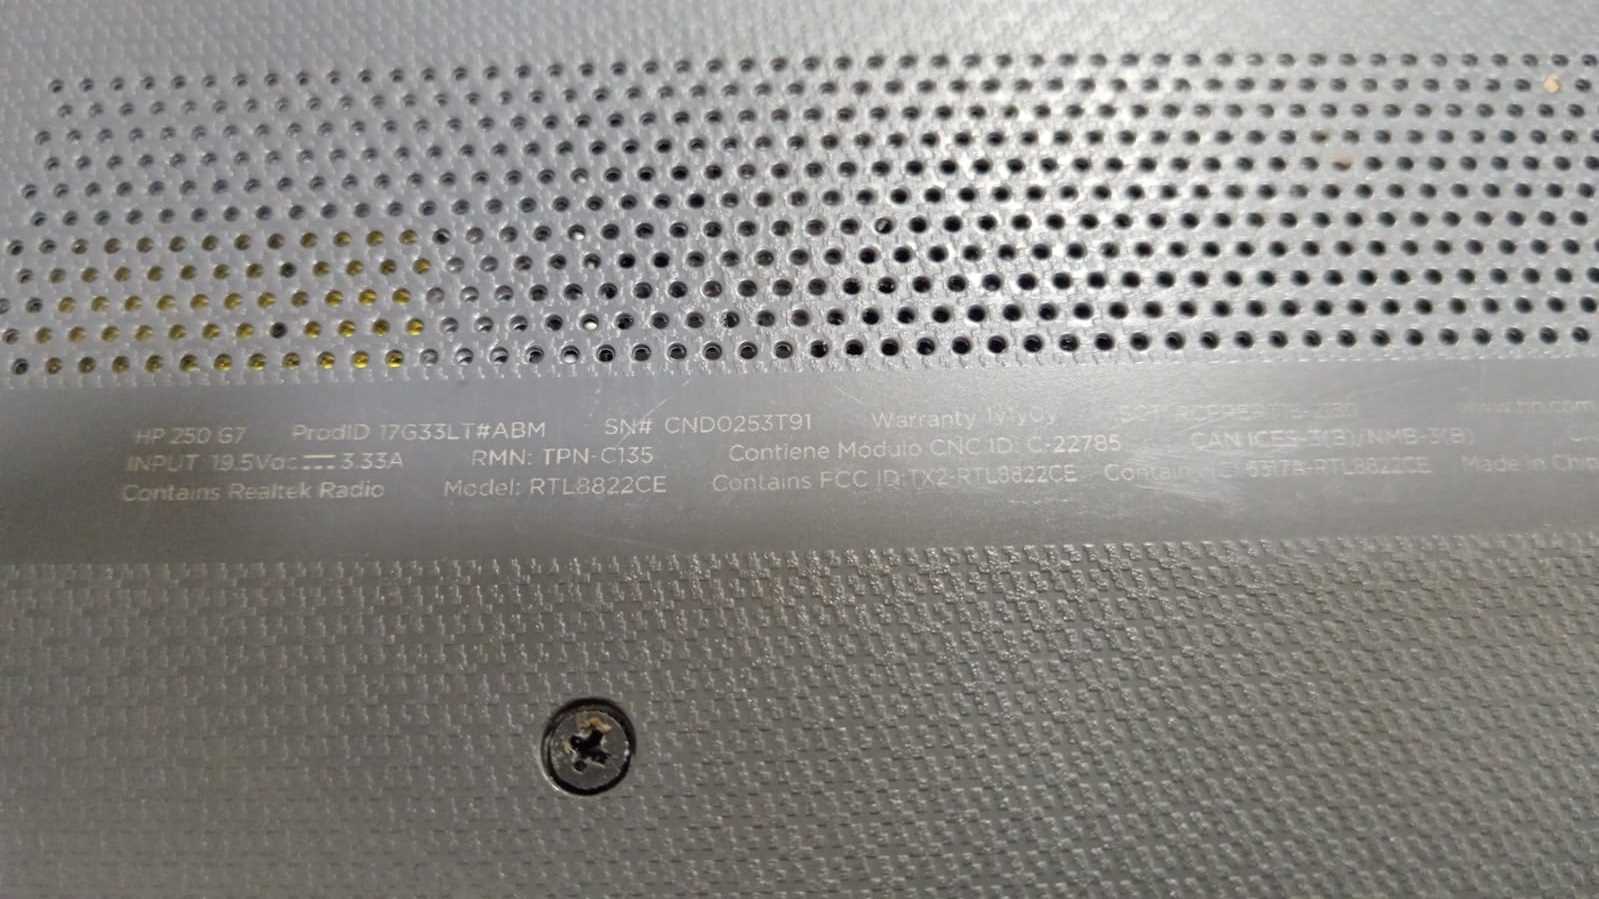 HP 250 G7 ProdID 17G33LT#ABM SN# CND0253T91 Warranty 1y1y0y www.hp.com
INPUT 19.5Vdc 3.33A RMN: TPN-C135 Contiene Modulo CNC ID: C-22785 CAN ICES-3(B)/NMB-3(B)
Contains Realtek Radio Model: RTL8822CE Contains FCC ID:TX2-RTL8822CE 6317A-RTL8822CE Made in